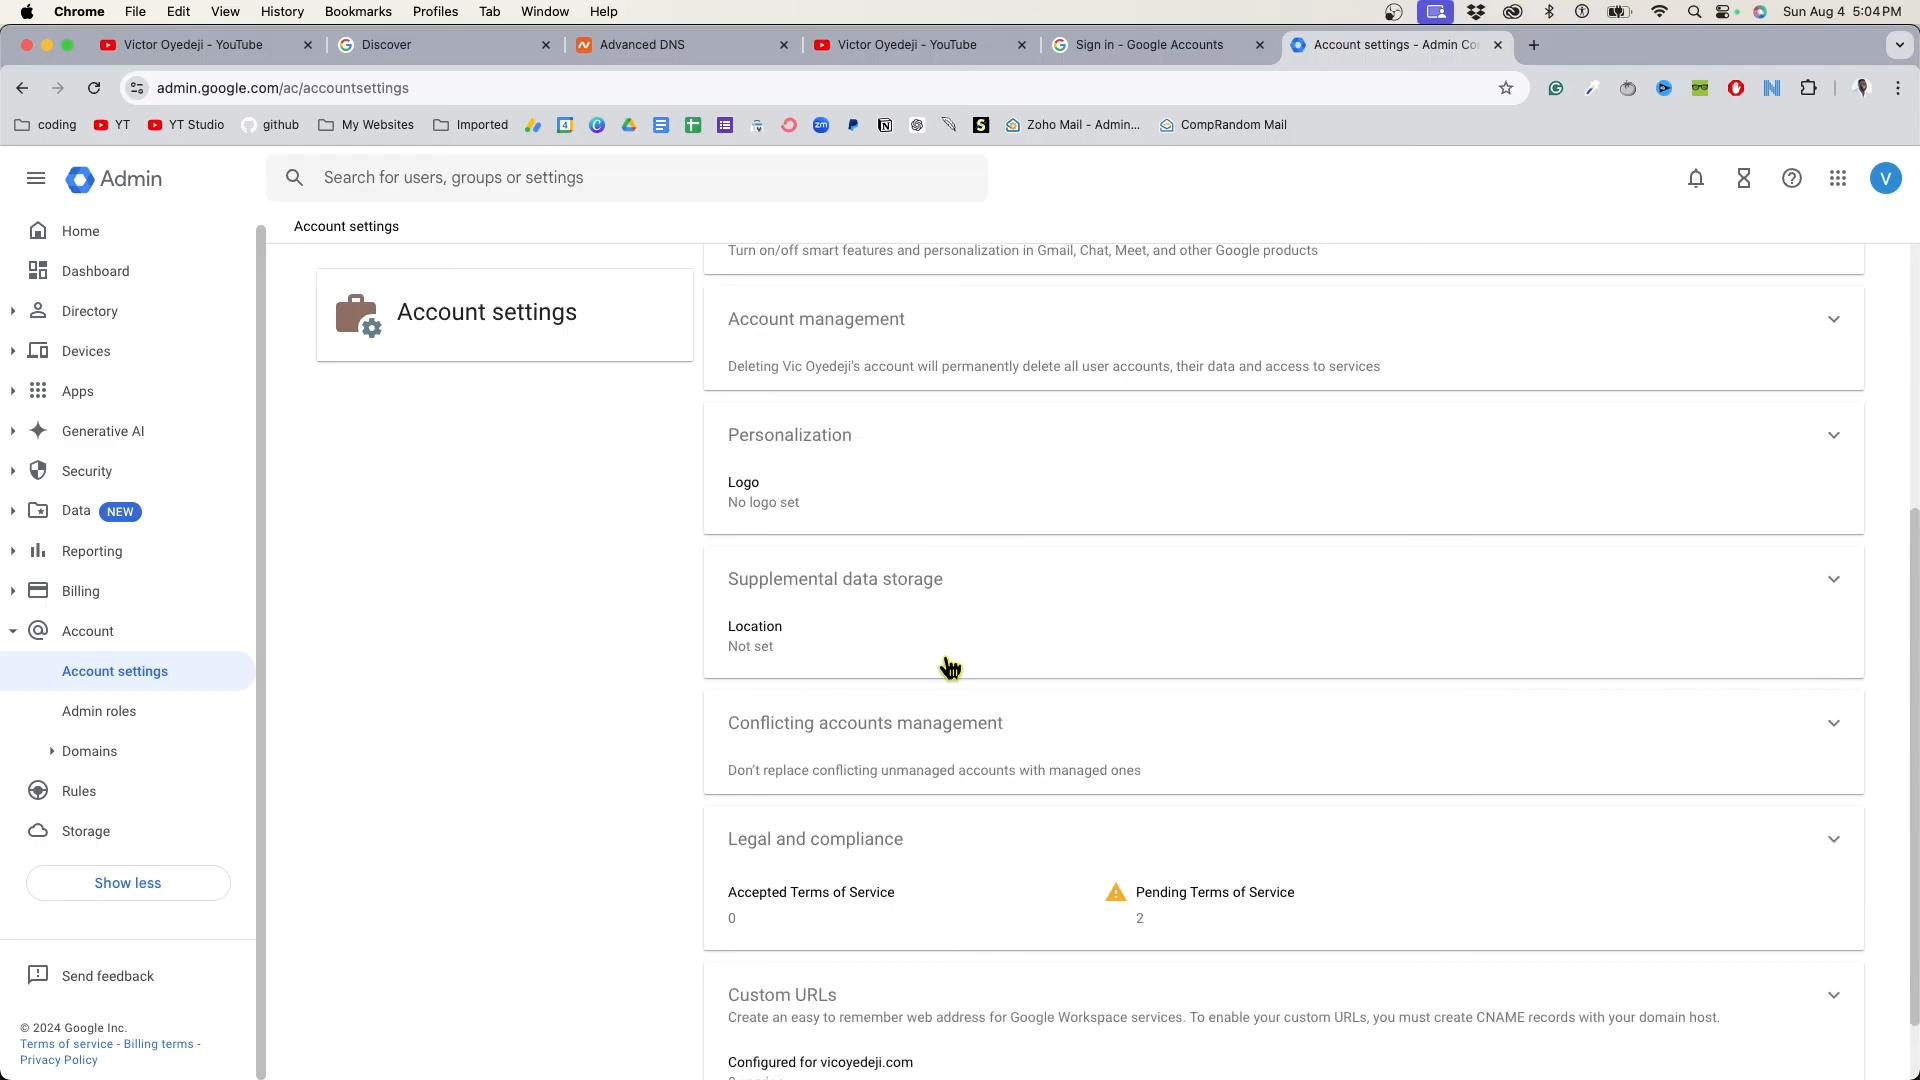 Chrome File Edit View History Bookmarks Profiles Tab Window Help Sun Aug 4 5:04 PM
Victor Oyedeji - YouTube Discover Advanced DNS Victor Oyedeji - YouTube Sign in - Google Accounts Account settings - Admin Co
admin.google.com/ac/accountsettings
coding YT YT Studio github My Websites Imported Zoho Mail - Admin... CompRandom Mail
Admin
Search for users, groups or settings
V
Home
Dashboard
Directory
Devices
Apps
Generative AI
Security
Data NEW
Reporting
Billing
Account
Account settings
Admin roles
Domains
Rules
Storage
Show less
Send feedback
© 2024 Google Inc.
Terms of service - Billing terms -
Privacy Policy
Account settings
Account settings
Turn on/off smart features and personalization in Gmail, Chat, Meet, and other Google products
Account management
Deleting Vic Oyedeji's account will permanently delete all user accounts, their data and access to services
Personalization
Logo
No logo set
Supplemental data storage
Location
Not set
Conflicting accounts management
Don't replace conflicting unmanaged accounts with managed ones
Legal and compliance
Accepted Terms of Service
0
Pending Terms of Service
2
Custom URLs
Create an easy to remember web address for Google Workspace services. To enable your custom URLs, you must create CNAME records with your domain host.
Configured for vicoyedeji.com